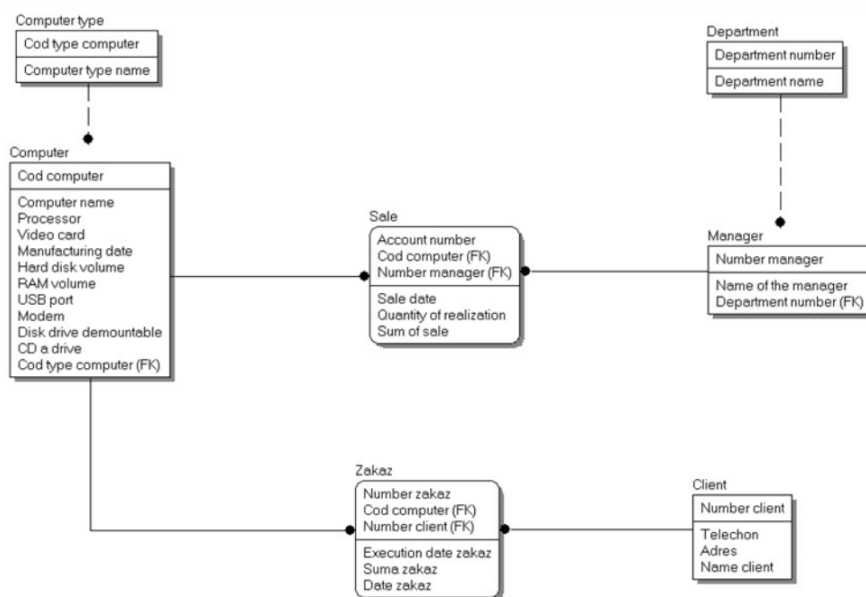 Computer type
Cod type computer
Computer type name
Department
Department number
Department name
Computer
Cod computer
Computer name
Processor
Video card
Manufacturing date
Hard disk volume
RAM volume
USB port
Modem
Disk drive demountable
CD a drive
Cod type computer (FK)
Sale
Account number
Cod computer (FK)
Number manager (FK)
Sale date
Quantity of realization
Sum of sale
Manager
Number manager
Name of the manager
Department number (FK)
Zakaz
Number zakaz
Cod computer (FK)
Number client (FK)
Execution date zakaz
Suma zakaz
Date zakaz
Client
Number client
Telechon
Adres
Name client